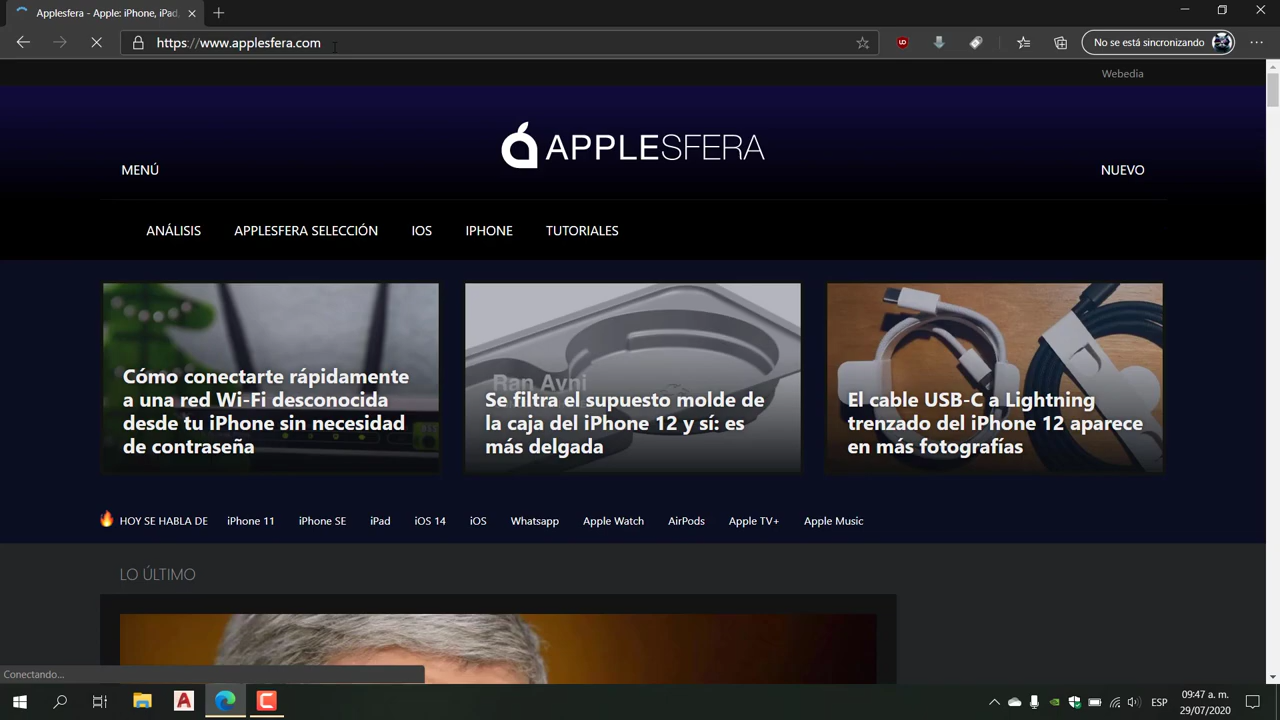 Applesfera - Apple: iPhone, iPad,
https://www.applesfera.com
No se está sincronizando
Webedia
APPLESFERA
MENÚ
NUEVO
ANÁLISIS
APPLESFERA SELECCIÓN
IOS
IPHONE
TUTORIALES
Cómo conectarte rápidamente
a una red Wi-Fi desconocida
desde tu iPhone sin necesidad
de contraseña
Ran Avni
Se filtra el supuesto molde de
la caja del iPhone 12 y sí: es
más delgada
El cable USB-C a Lightning
trenzado del iPhone 12 aparece
en más fotografías
HOY SE HABLA DE
iPhone 11
iPhone SE
iPad
iOS 14
iOS
Whatsapp
Apple Watch
AirPods
Apple TV+
Apple Music
LO ÚLTIMO
Conectando...
ESP
09:47 a. m.
29/07/2020